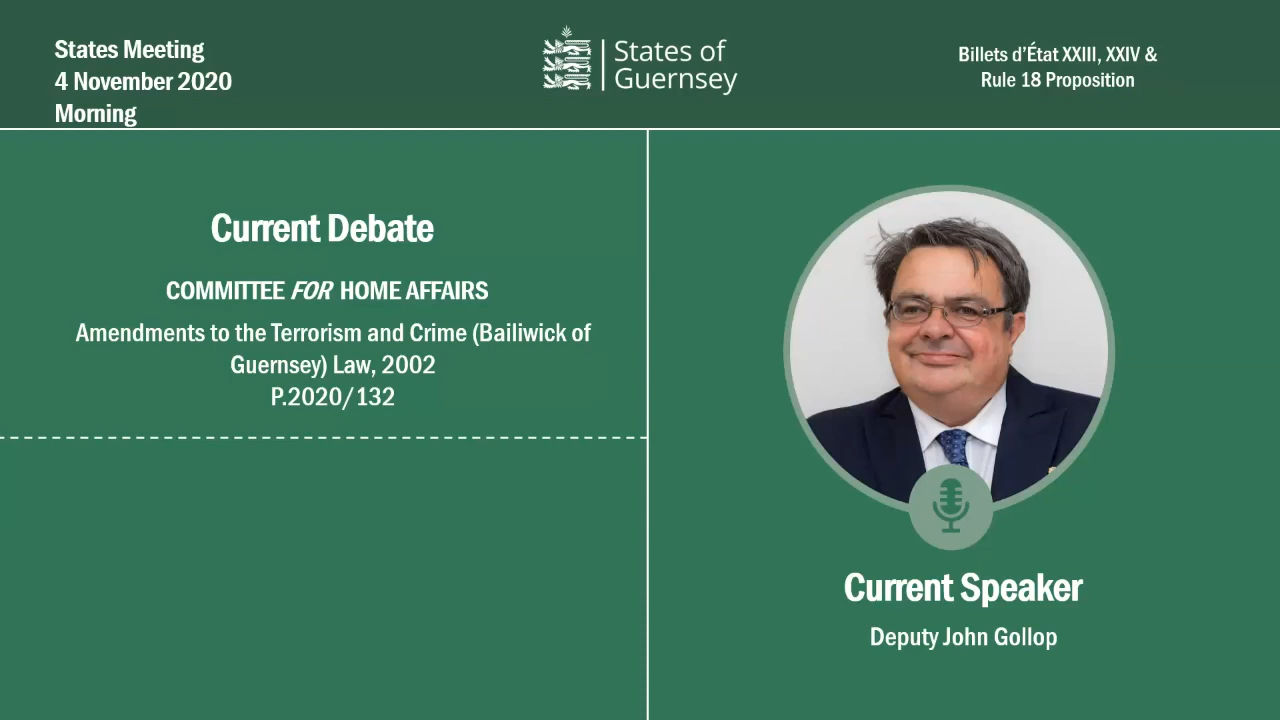 States Meeting
4 November 2020
Morning
States of
Guernsey
Billets d'État XXIII, XXIV &
Rule 18 Proposition
Current Debate
COMMITTEE FOR HOME AFFAIRS
Amendments to the Terrorism and Crime (Bailiwick of
Guernsey) Law, 2002
P.2020/132
Current Speaker
Deputy John Gollop